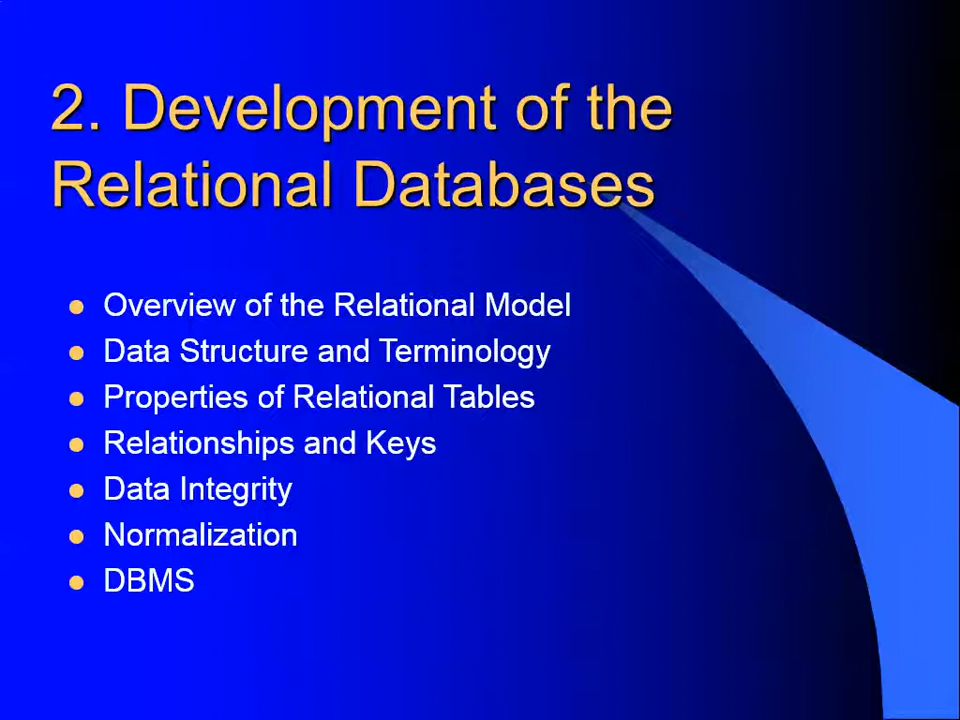 2. Development of the
Relational Databases
Overview of the Relational Model
Data Structure and Terminology
Properties of Relational Tables
Relationships and Keys
Data Integrity
Normalization
DBMS